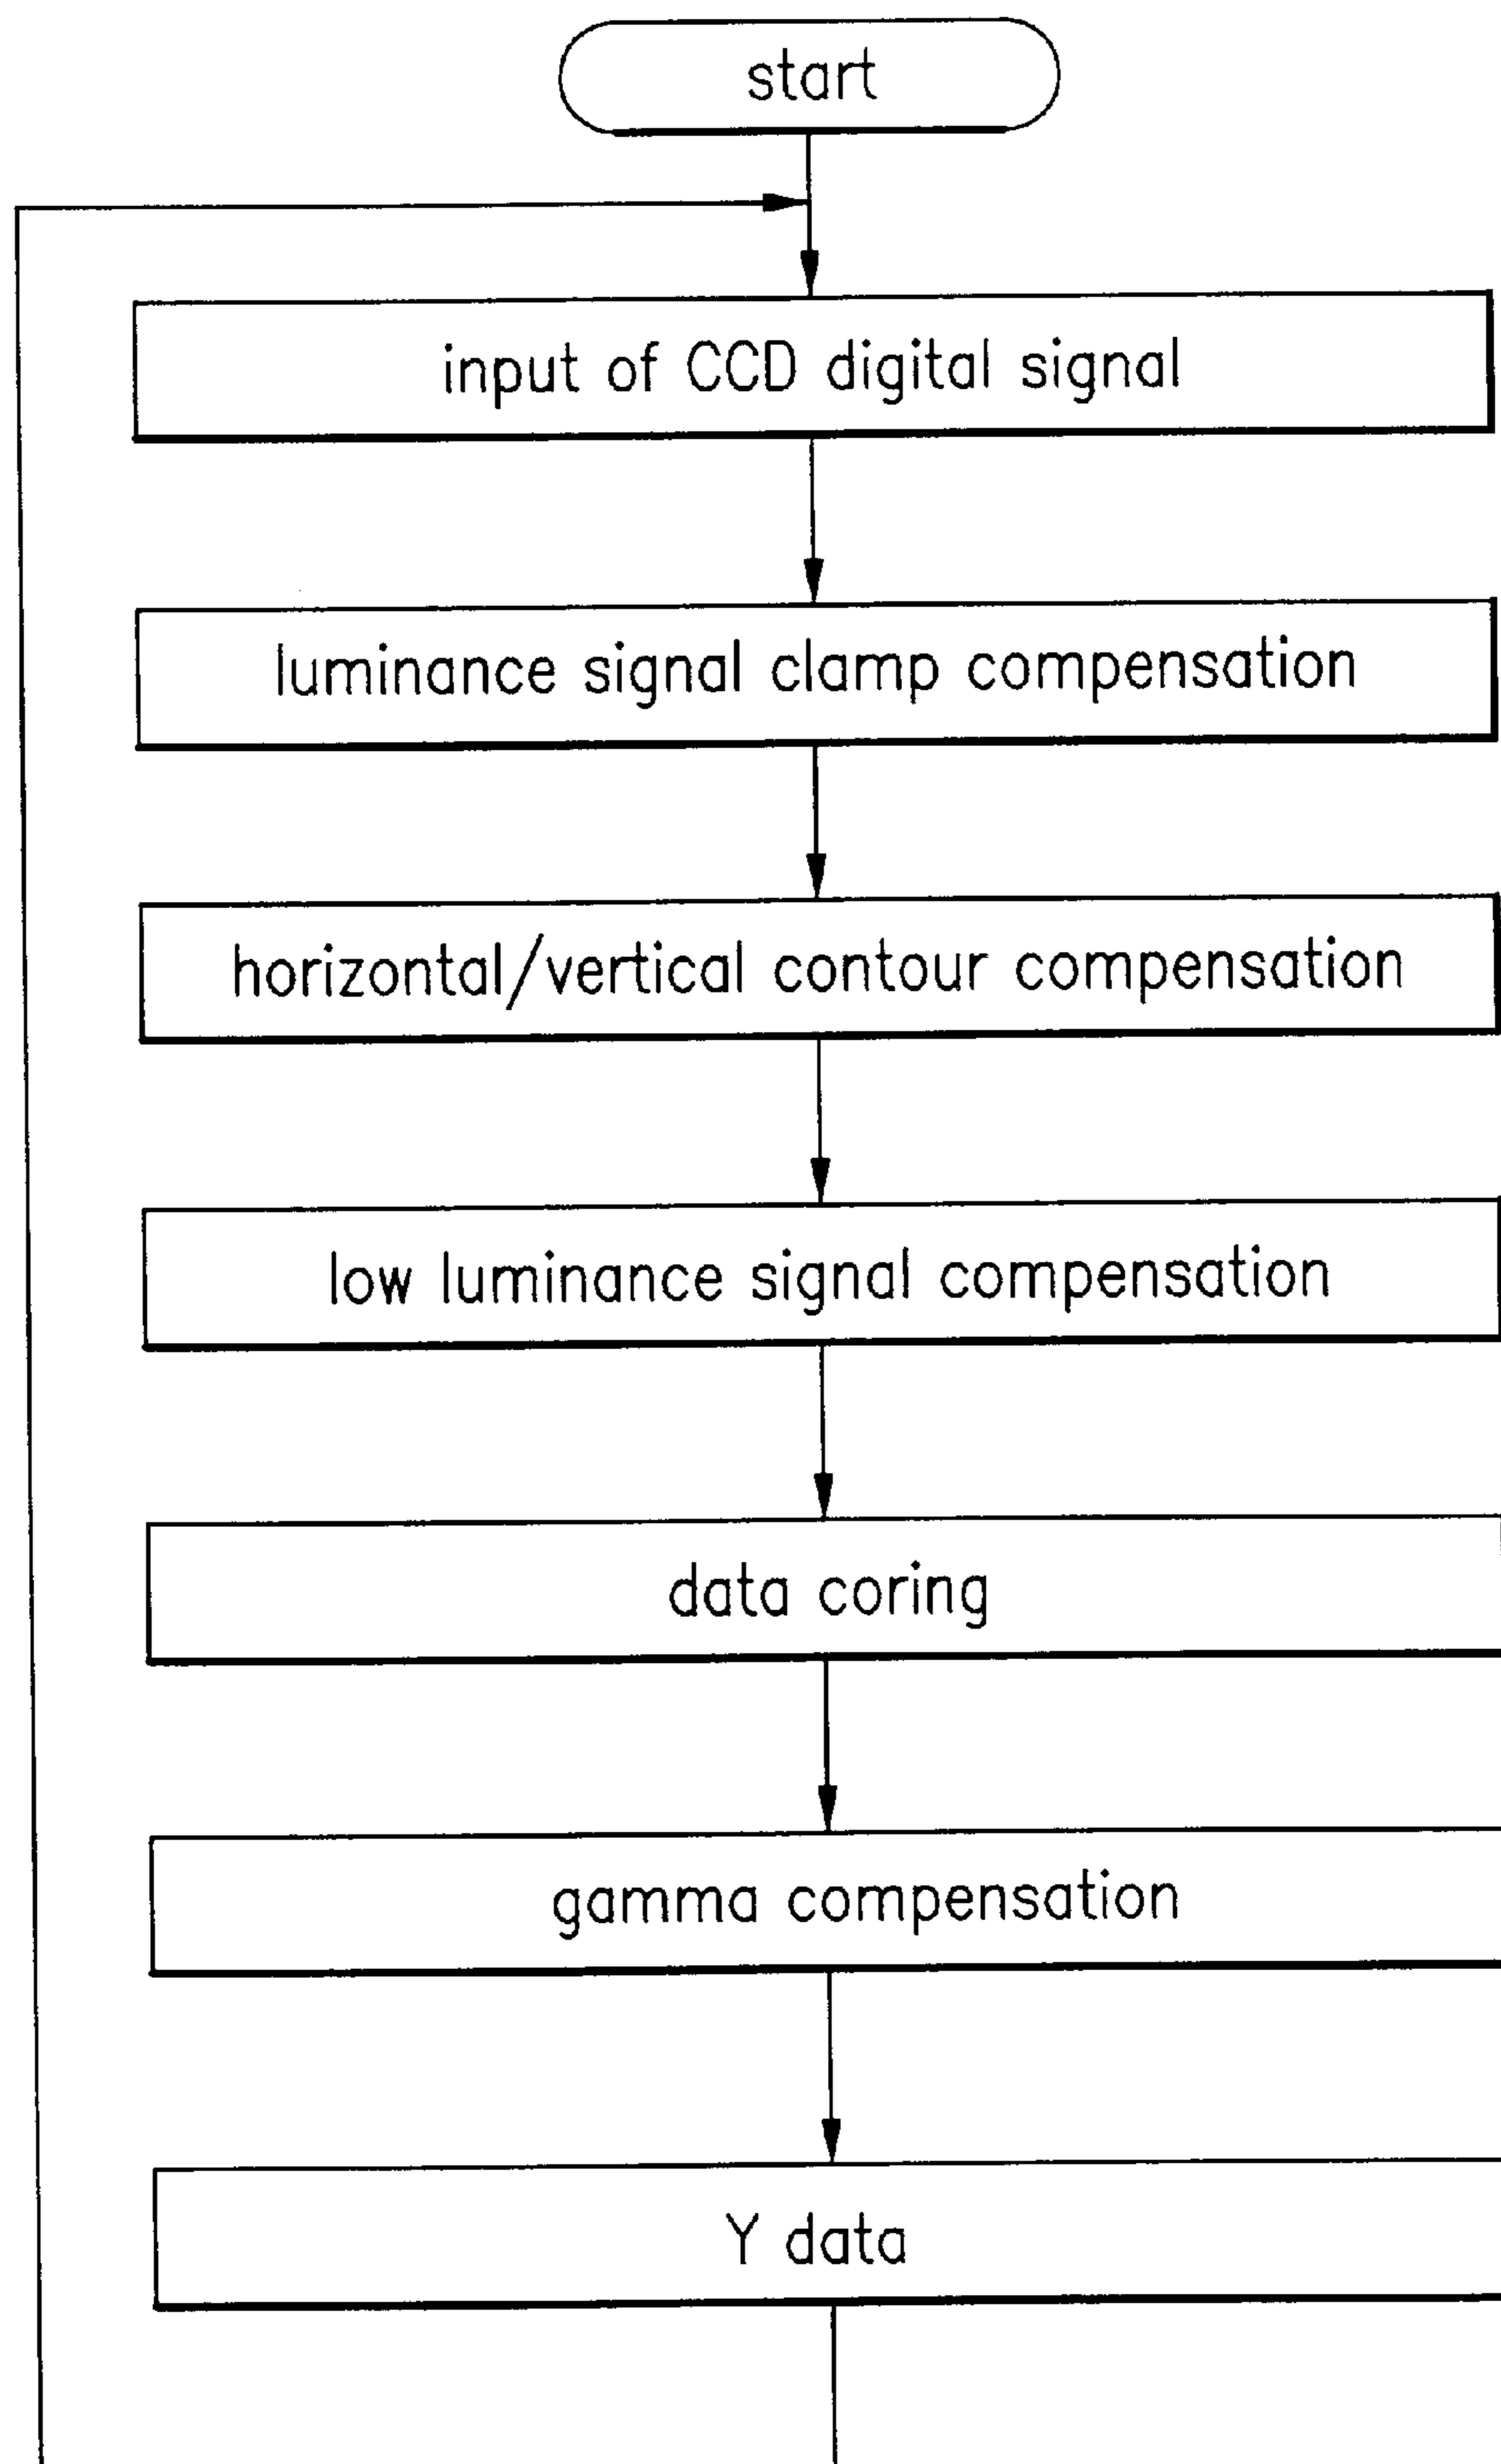 start
input of CCD digital signal
luminance signal clamp compensation
horizontal/vertical contour compensation
low luminance signal compensation
data coring
gamma compensation
Y data